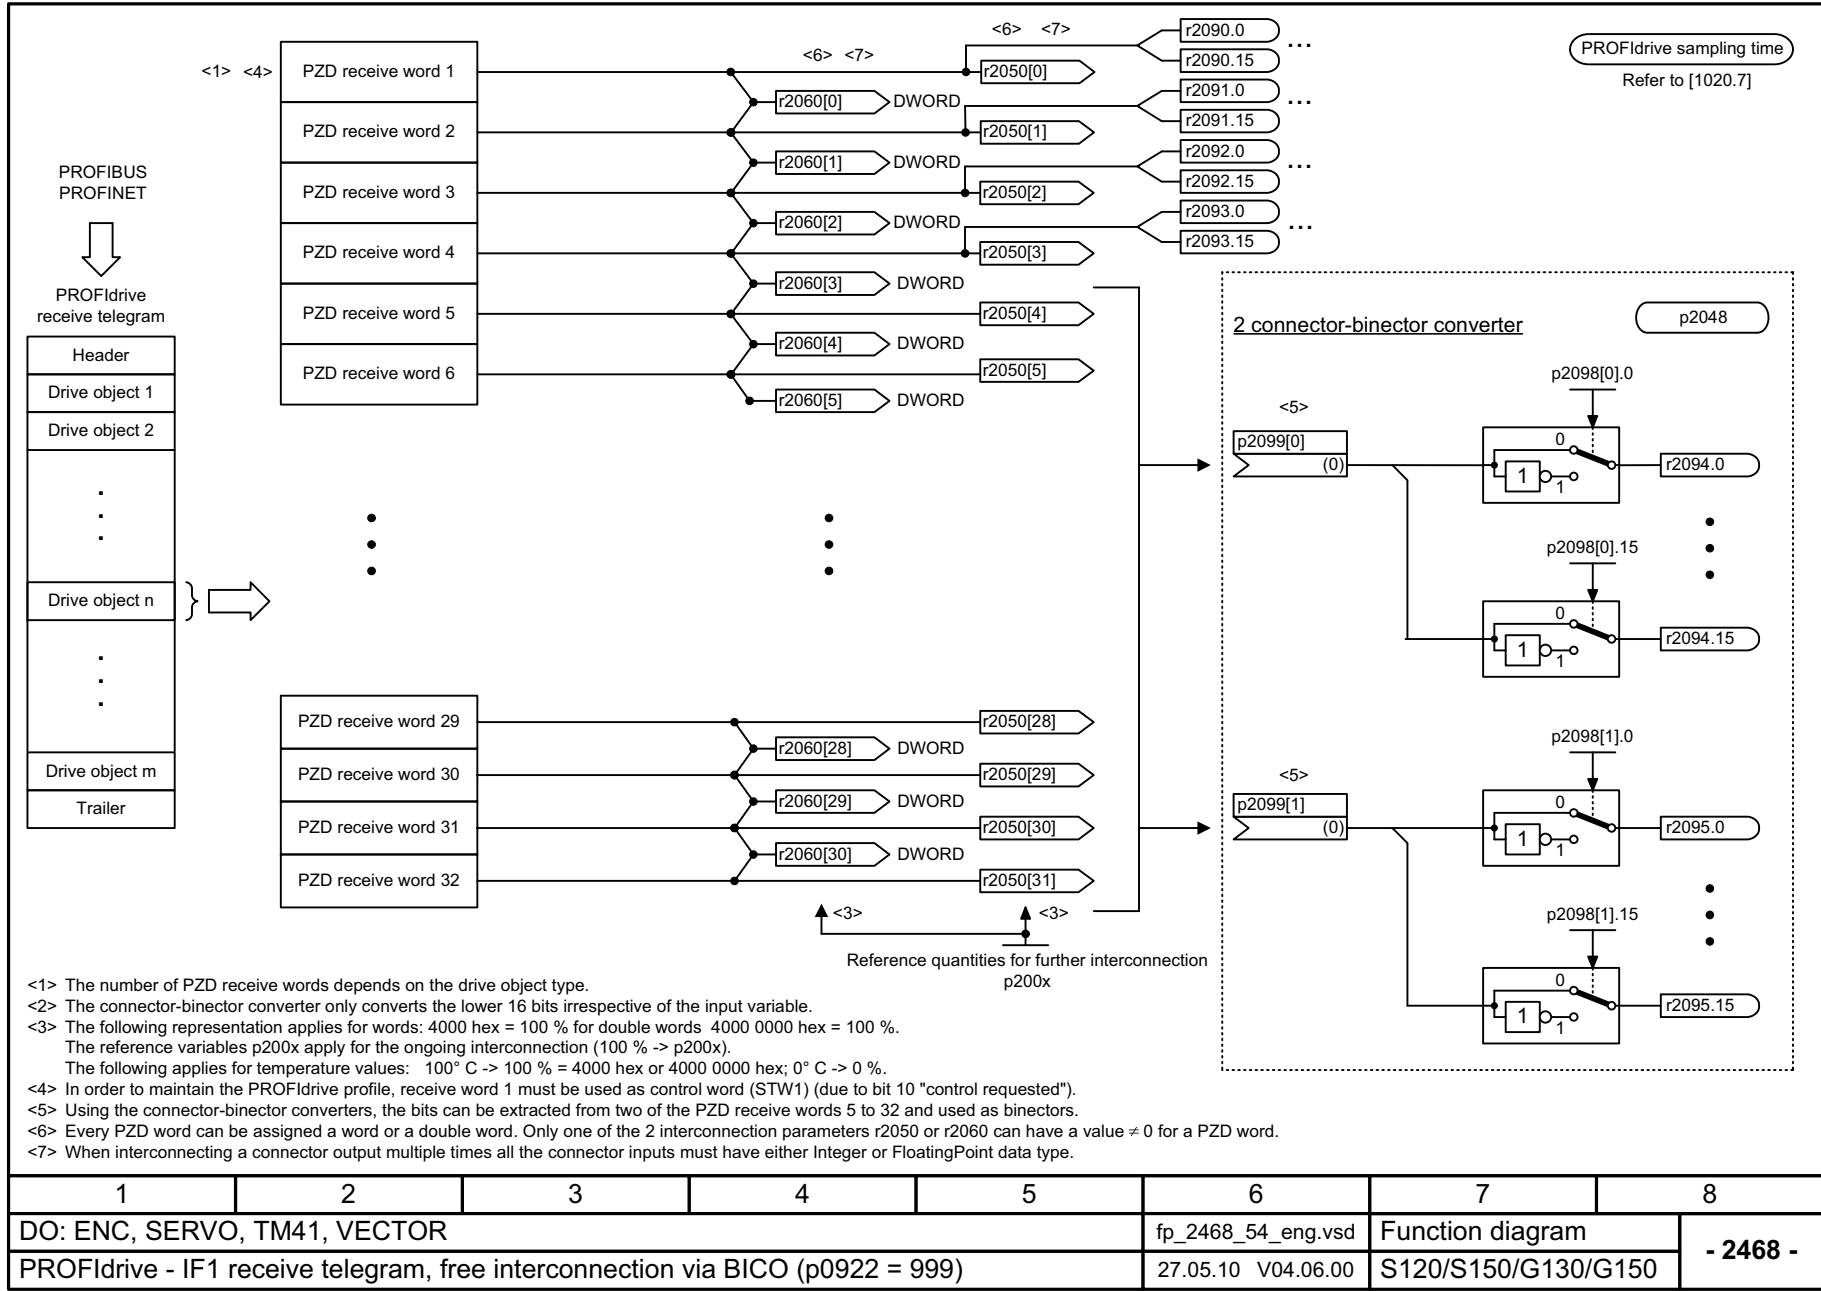 <1> <4>
PROFIBUS
PROFINET
PROFIdrive
receive telegram
Header
Drive object 1
Drive object 2
Drive object n
Drive object m
Trailer
PZD receive word 1
PZD receive word 2
PZD receive word 3
PZD receive word 4
PZD receive word 5
PZD receive word 6
PZD receive word 29
PZD receive word 30
PZD receive word 31
PZD receive word 32
<6> <7>
r2060[0] DWORD
r2060[1] DWORD
r2060[2] DWORD
r2060[3] DWORD
r2060[4] DWORD
r2060[5] DWORD
r2060[28] DWORD
r2060[29] DWORD
r2060[30] DWORD
<6> <7>
r2050[0]
r2050[1]
r2050[2]
r2050[3]
r2050[4]
r2050[5]
r2050[28]
r2050[29]
r2050[30]
r2050[31]
<3> <3>
Reference quantities for further interconnection
p200x
r2090.0 ...
r2090.15
r2091.0 ...
r2091.15
r2092.0 ...
r2092.15
r2093.0 ...
r2093.15
PROFIdrive sampling time
Refer to [1020.7]
2 connector-binector converter
p2048
<5>
p2099[0]
(0)
p2098[0].0
0
1
1
r2094.0
p2098[0].15
0
1
1
r2094.15
<5>
p2099[1]
(0)
p2098[1].0
0
1
1
r2095.0
p2098[1].15
0
1
1
r2095.15
<1> The number of PZD receive words depends on the drive object type.
<2> The connector-binector converter only converts the lower 16 bits irrespective of the input variable.
<3> The following representation applies for words: 4000 hex = 100 % for double words 4000 0000 hex = 100 %.
The reference variables p200x apply for the ongoing interconnection (100 % -> p200x).
The following applies for temperature values: 100° C -> 100 % = 4000 hex or 4000 0000 hex; 0° C -> 0 %.
<4> In order to maintain the PROFIdrive profile, receive word 1 must be used as control word (STW1) (due to bit 10 "control requested").
<5> Using the connector-binector converters, the bits can be extracted from two of the PZD receive words 5 to 32 and used as binectors.
<6> Every PZD word can be assigned a word or a double word. Only one of the 2 interconnection parameters r2050 or r2060 can have a value ≠ 0 for a PZD word.
<7> When interconnecting a connector output multiple times all the connector inputs must have either Integer or FloatingPoint data type.
1 2 3 4 5 6 7 8
DO: ENC, SERVO, TM41, VECTOR
fp_2468_54_eng.vsd
Function diagram
- 2468 -
PROFIdrive - IF1 receive telegram, free interconnection via BICO (p0922 = 999)
27.05.10 V04.06.00
S120/S150/G130/G150